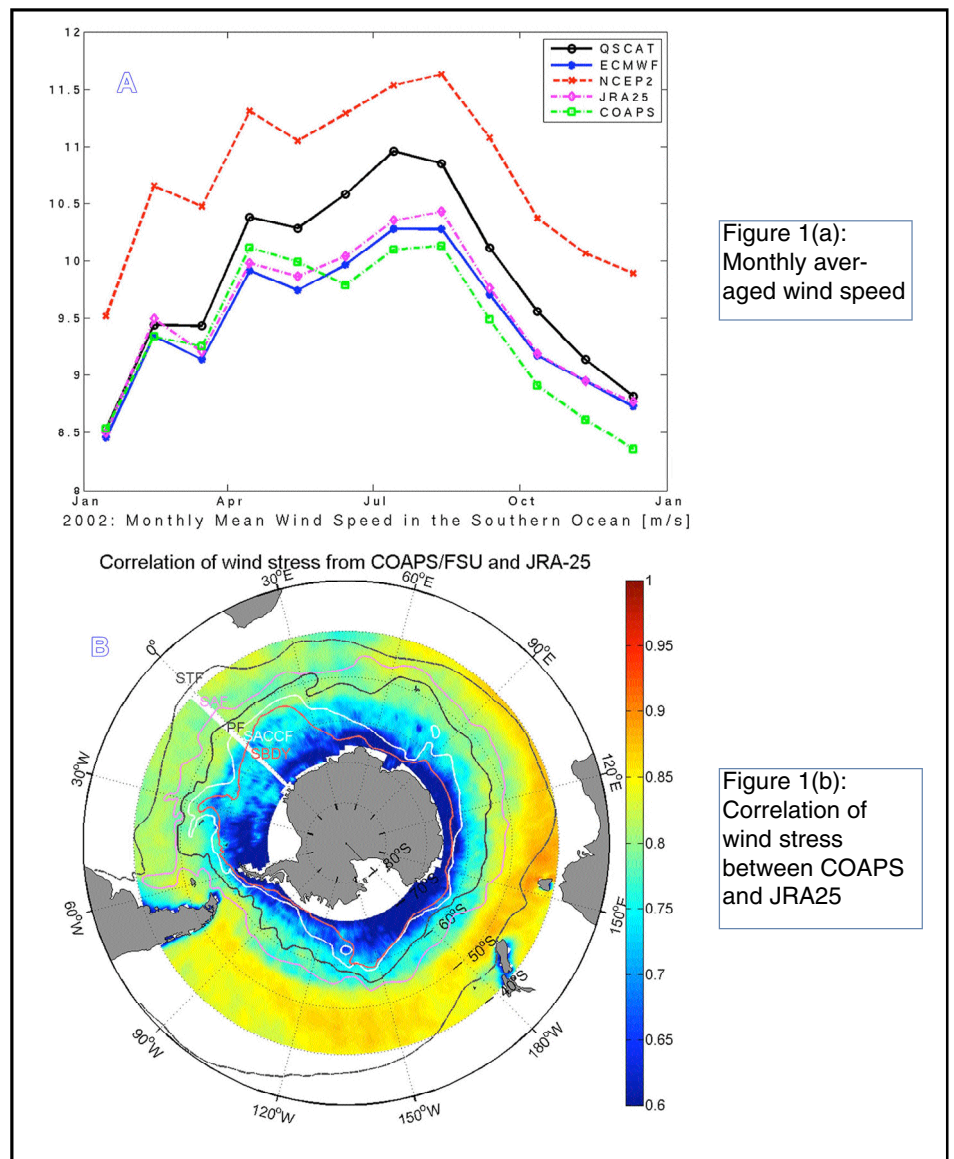 12
11.5
11
10.5
10
9.5
9
8.5
8
A
QSCAT
ECMWF
NCEP2
JRA25
COAPS
Jan
Apr
Jul
Oct
Jan
2002: Monthly Mean Wind Speed in the Southern Ocean [m/s]
Figure 1(a):
Monthly aver-
aged wind speed
Correlation of wind stress from COAPS/FSU and JRA-25
B
30°E
60°E
0°
90°E
30°W
120°E
60°W
150°E
90°W
180°W
120°W
150°W
STF
PF
SACCF
SBDY
80°S
70°S
60°S
50°S
40°S
1
0.95
0.9
0.85
0.8
0.75
0.7
0.65
0.6
Figure 1(b):
Correlation of
wind stress
between COAPS
and JRA25